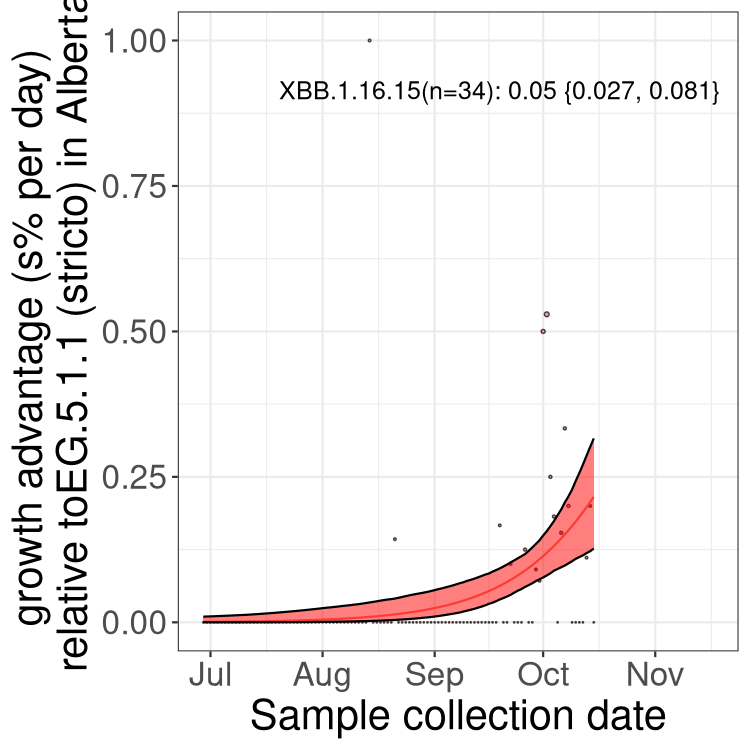 growth advantage (s% per day)
relative toEG.5.1.1 (stricto) in Alberta
1.00
0.75
0.50
0.25
0.00
XBB.1.16.15(n=34): 0.05 {0.027, 0.081}
Jul Aug Sep Oct Nov
Sample collection date